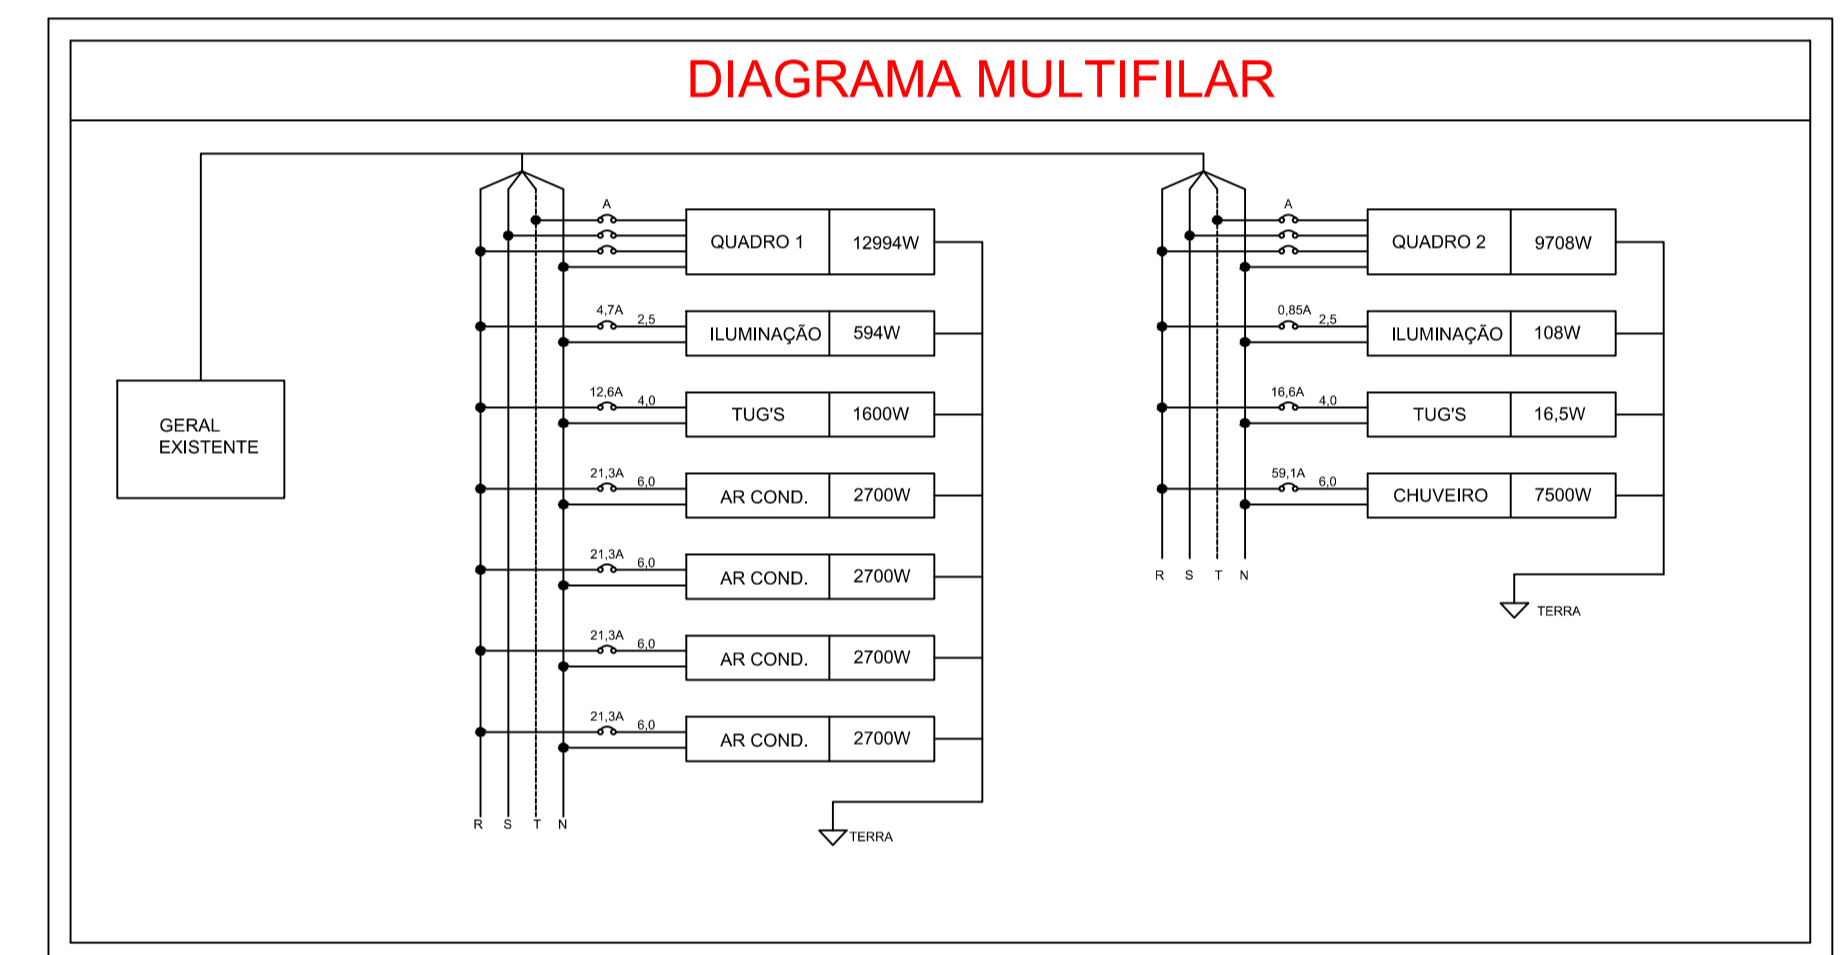 DIAGRAMA MULTIFILAR
GERAL
EXISTENTE
A
QUADRO 1 12994W
4,7A 2,5
ILUMINAÇÃO 594W
12,6A 4,0
TUG'S 1600W
21,3A 6,0
AR COND. 2700W
21,3A 6,0
AR COND. 2700W
21,3A 6,0
AR COND. 2700W
21,3A 6,0
AR COND. 2700W
R S T N
TERRA
A
QUADRO 2 9708W
0,85A 2,5
ILUMINAÇÃO 108W
16,6A 4,0
TUG'S 16,5W
59,1A 6,0
CHUVEIRO 7500W
R S T N
TERRA